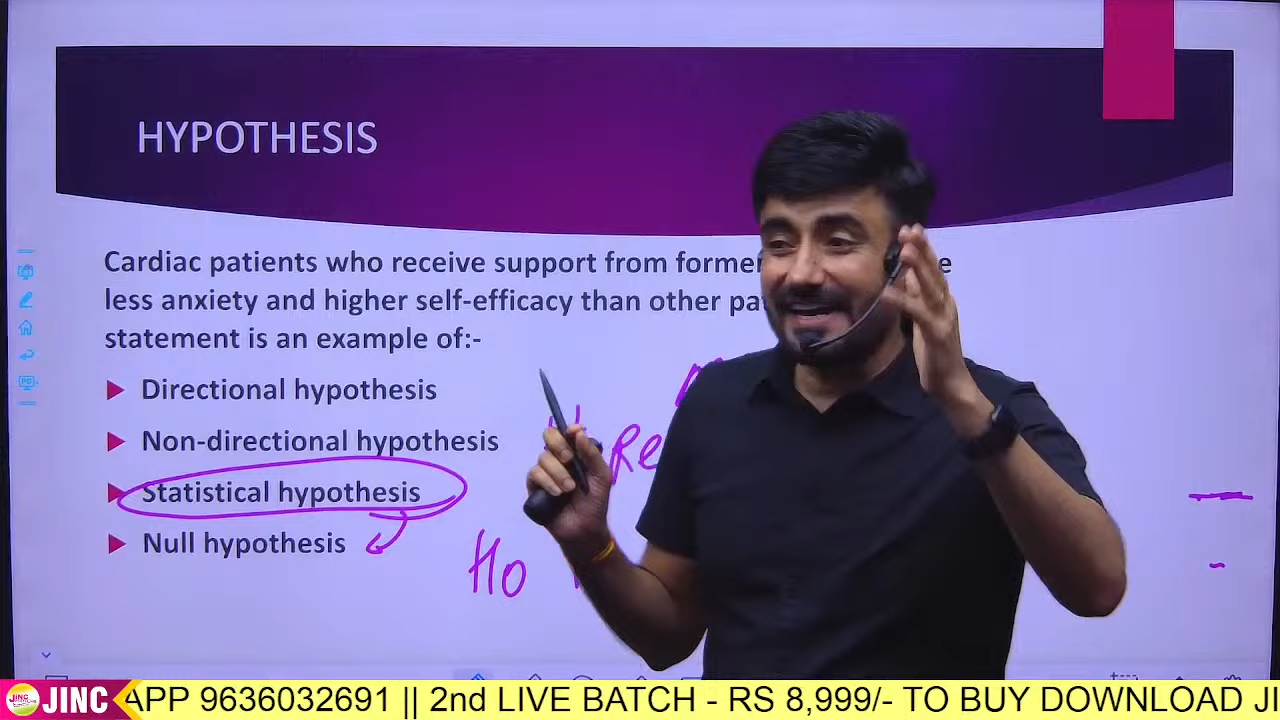 HYPOTHESIS
Cardiac patients who receive support from former
less anxiety and higher self-efficacy than other
statement is an example of:-
Directional hypothesis
Non-directional hypothesis
Statistical hypothesis
Null hypothesis
Ho
JINC JINC APP 9636032691 || 2nd LIVE BATCH - RS 8,999/- TO BUY DOWNLOAD JI